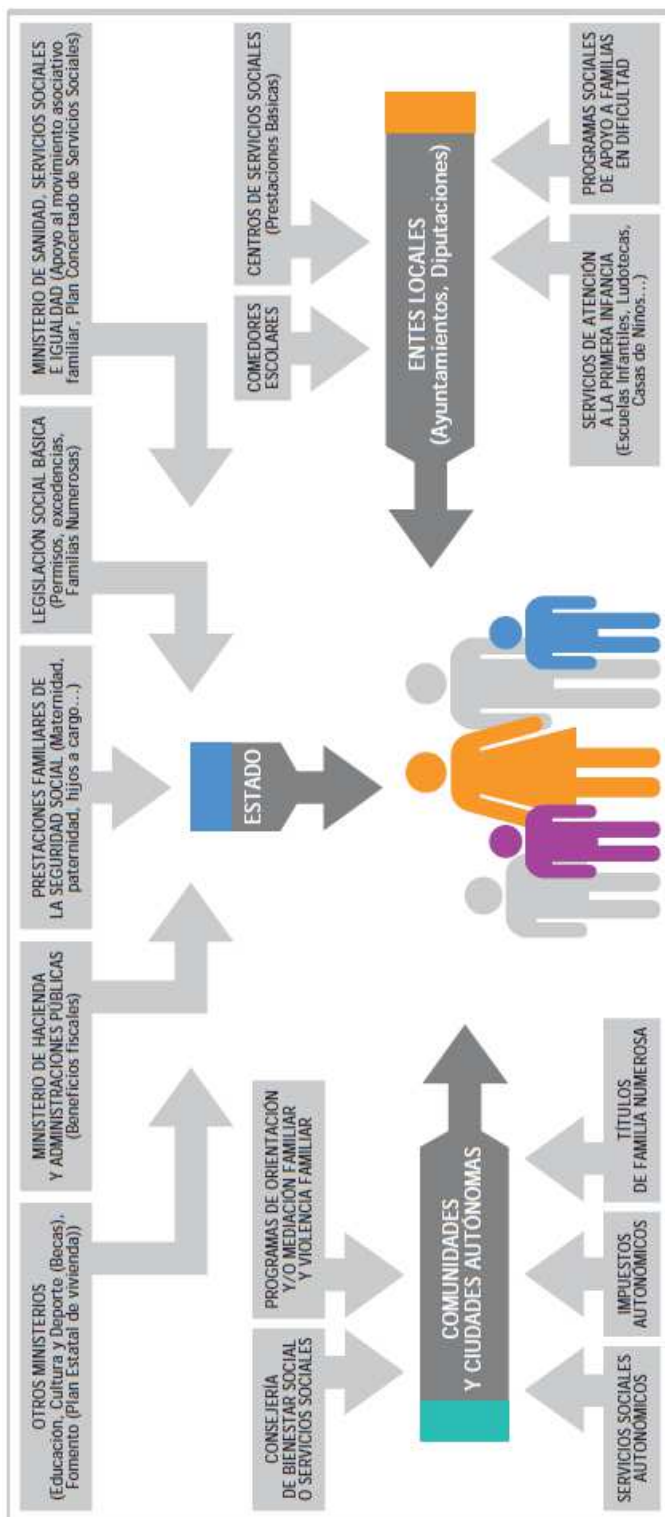 OTROS MINISTERIOS
(Educación, Cultura y Deporte (Becas),
Fomento (Plan Estatal de vivienda))
MINISTERIO DE HACIENDA
Y ADMINISTRACIONES PÚBLICAS
(Beneficios fiscales)
PRESTACIONES FAMILIARES DE
LA SEGURIDAD SOCIAL (Maternidad,
paternidad, hijos a cargo...)
LEGISLACIÓN SOCIAL BÁSICA
(Permisos, excedencias,
Familias Numerosas)
MINISTERIO DE SANIDAD, SERVICIOS SOCIALES
E IGUALDAD (Apoyo al movimiento asociativo
familiar, Plan Concertado de Servicios Sociales)
ESTADO
CONSEJERÍA
DE BIENESTAR SOCIAL
O SERVICIOS SOCIALES
PROGRAMAS DE ORIENTACIÓN
Y/O MEDIACIÓN FAMILIAR
Y VIOLENCIA FAMILIAR
COMUNIDADES
Y CIUDADES AUTÓNOMAS
SERVICIOS SOCIALES
AUTONÓMICOS
IMPUESTOS
AUTONÓMICOS
TÍTULOS
DE FAMILIA NUMEROSA
COMEDORES
ESCOLARES
CENTROS DE SERVICIOS SOCIALES
(Prestaciones Básicas)
ENTES LOCALES
(Ayuntamientos, Diputaciones)
SERVICIOS DE ATENCIÓN
A LA PRIMERA INFANCIA
(Escuelas Infantiles, Ludotecas,
Casas de Niños...)
PROGRAMAS SOCIALES
DE APOYO A FAMILIAS
EN DIFICULTAD